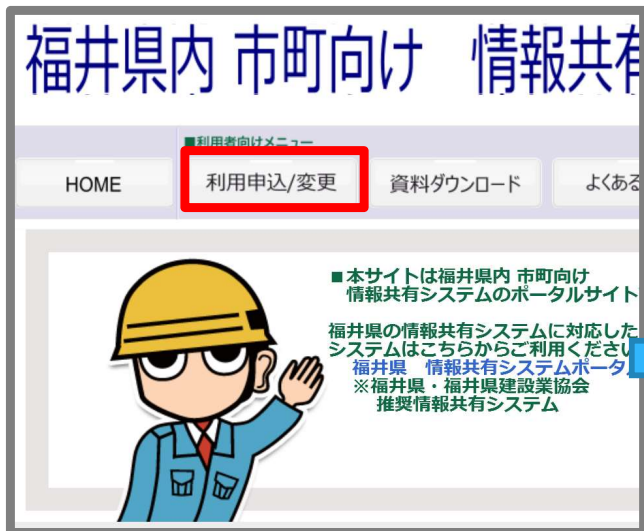 福井県内 市町向け　情報共有
■利用者向けメニュー
HOME
利用申込/変更
資料ダウンロード
よくある
■本サイトは福井県内 市町向け
情報共有システムのポータルサイト
福井県の情報共有システムに対応した
システムはこちらからご利用ください
福井県　情報共有システムポータ
※福井県・福井県建設業協会
推奨情報共有システム